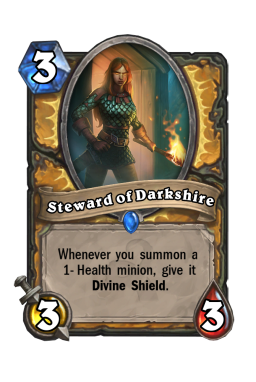 3
Steward of Darkshire
Whenever you summon a
1-Health minion, give it
Divine Shield.
3
3